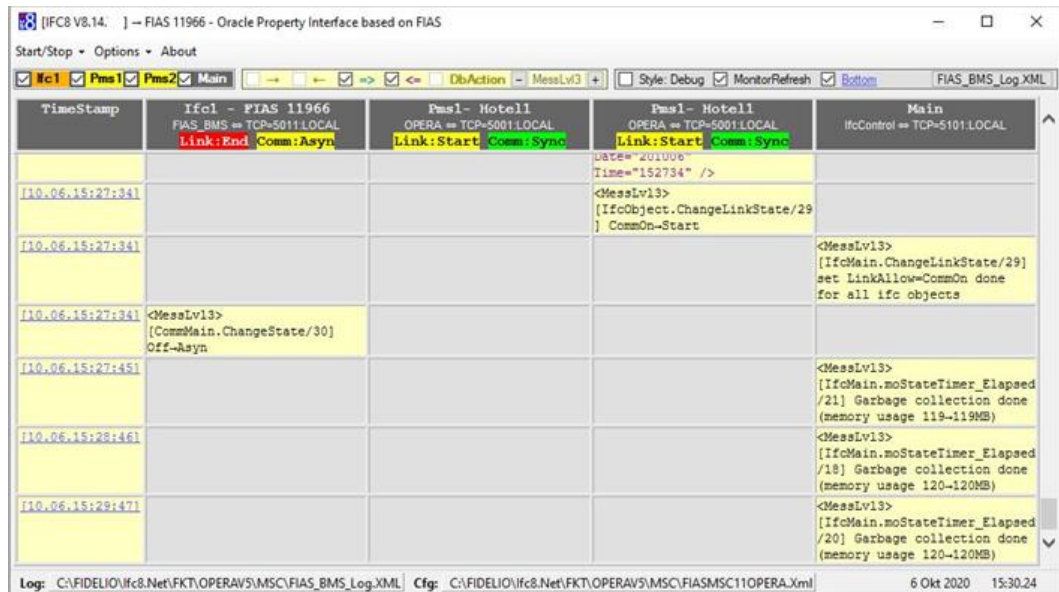 [IFC8 V8.14. ] → FIAS 11966 - Oracle Property Interface based on FIAS
Start/Stop Options About
Ifc1 Pms1 Pms2 Main → ← => <= DbAction - MessLvl3 + Style: Debug MonitorRefresh Bottom FIAS_BMS_Log.XML
TimeStamp
Ifc1 - FIAS 11966
FIAS_BMS ⇔ TCP=5011:LOCAL
Link:End Comm:Asyn
Pms1- Hotel1
OPERA ⇔ TCP=5001:LOCAL
Link:Start Comm:Sync
Pms1- Hotel1
OPERA ⇔ TCP=5001:LOCAL
Link:Start Comm:Sync
Main
IfcControl ⇔ TCP=5101:LOCAL
Date="201006"
Time="152734" />
[10.06.15:27:34]
<MessLvl3>
[IfcObject.ChangeLinkState/29
] CommOn→Start
[10.06.15:27:34]
<MessLvl3>
[IfcMain.ChangeLinkState/29]
set LinkAllow=CommOn done
for all ifc objects
[10.06.15:27:34]
<MessLvl3>
[CommMain.ChangeState/30]
Off→Asyn
[10.06.15:27:45]
<MessLvl3>
[IfcMain.moStateTimer_Elapsed
/21] Garbage collection done
(memory usage 119→119MB)
[10.06.15:28:46]
<MessLvl3>
[IfcMain.moStateTimer_Elapsed
/18] Garbage collection done
(memory usage 120→120MB)
[10.06.15:29:47]
<MessLvl3>
[IfcMain.moStateTimer_Elapsed
/20] Garbage collection done
(memory usage 120→120MB)
Log: C:\FIDELIO\Ifc8.Net\FKT\OPERAV5\MSC\FIAS_BMS_Log.XML Cfg: C:\FIDELIO\Ifc8.Net\FKT\OPERAV5\MSC\FIASMSC11OPERA.Xml 6 Okt 2020 15:30.24